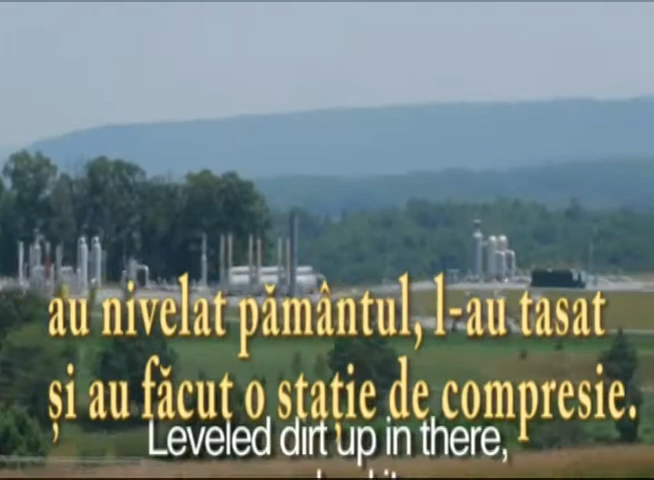 au nivelat pământul, l-au tasat
și au făcut o stație de compresie.
Leveled dirt up in there,